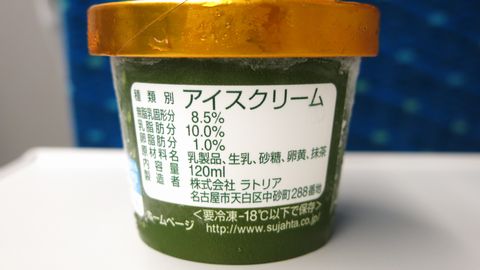 種類別 アイスクリーム
無脂乳固形分 8.5%
乳脂肪分 10.0%
卵脂肪分 1.0%
原材料名 乳製品、生乳、砂糖、卵黄、抹茶
内容量 120ml
製造者 株式会社 ラトリア
名古屋市天白区中砂町288番地
<要冷凍-18℃以下で保存>
ホームページ http://www.sujahta.co.jp/